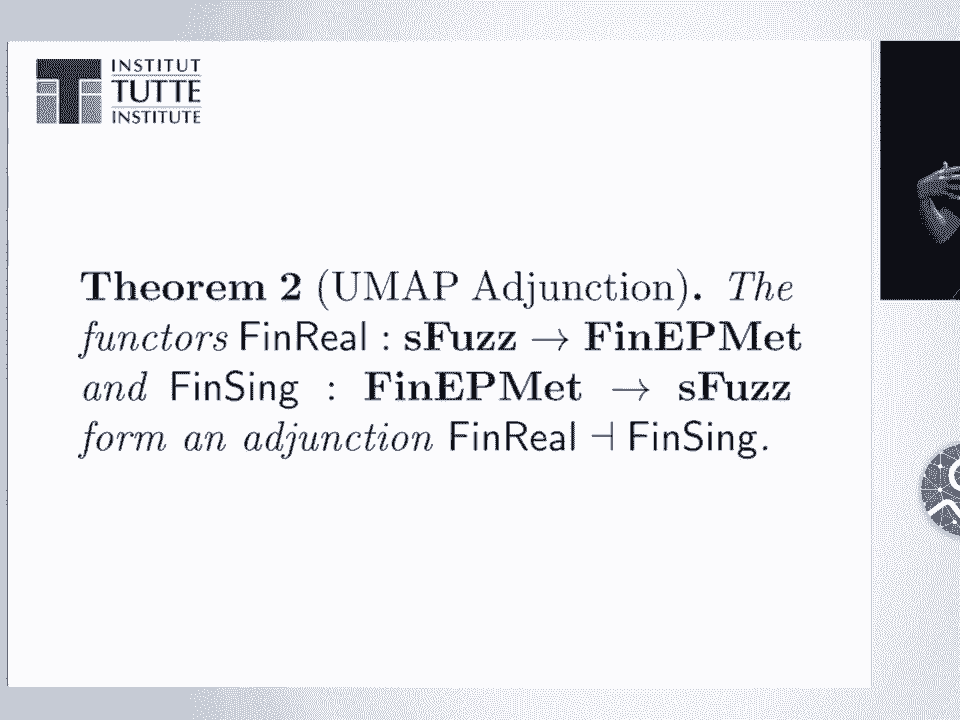 INSTITUT
TUTTE
INSTITUTE
Theorem 2 (UMAP Adjunction). The
functors FinReal : sFuzz → FinEPMet
and FinSing : FinEPMet → sFuzz
form an adjunction FinReal ⊣ FinSing.